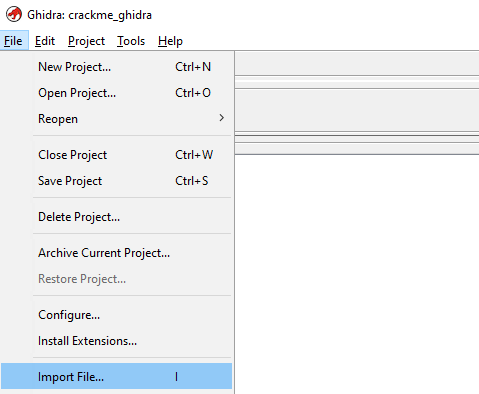 Ghidra: crackme_ghidra
File Edit Project Tools Help
New Project... Ctrl+N
Open Project... Ctrl+O
Reopen
Close Project Ctrl+W
Save Project Ctrl+S
Delete Project...
Archive Current Project...
Restore Project...
Configure...
Install Extensions...
Import File... I